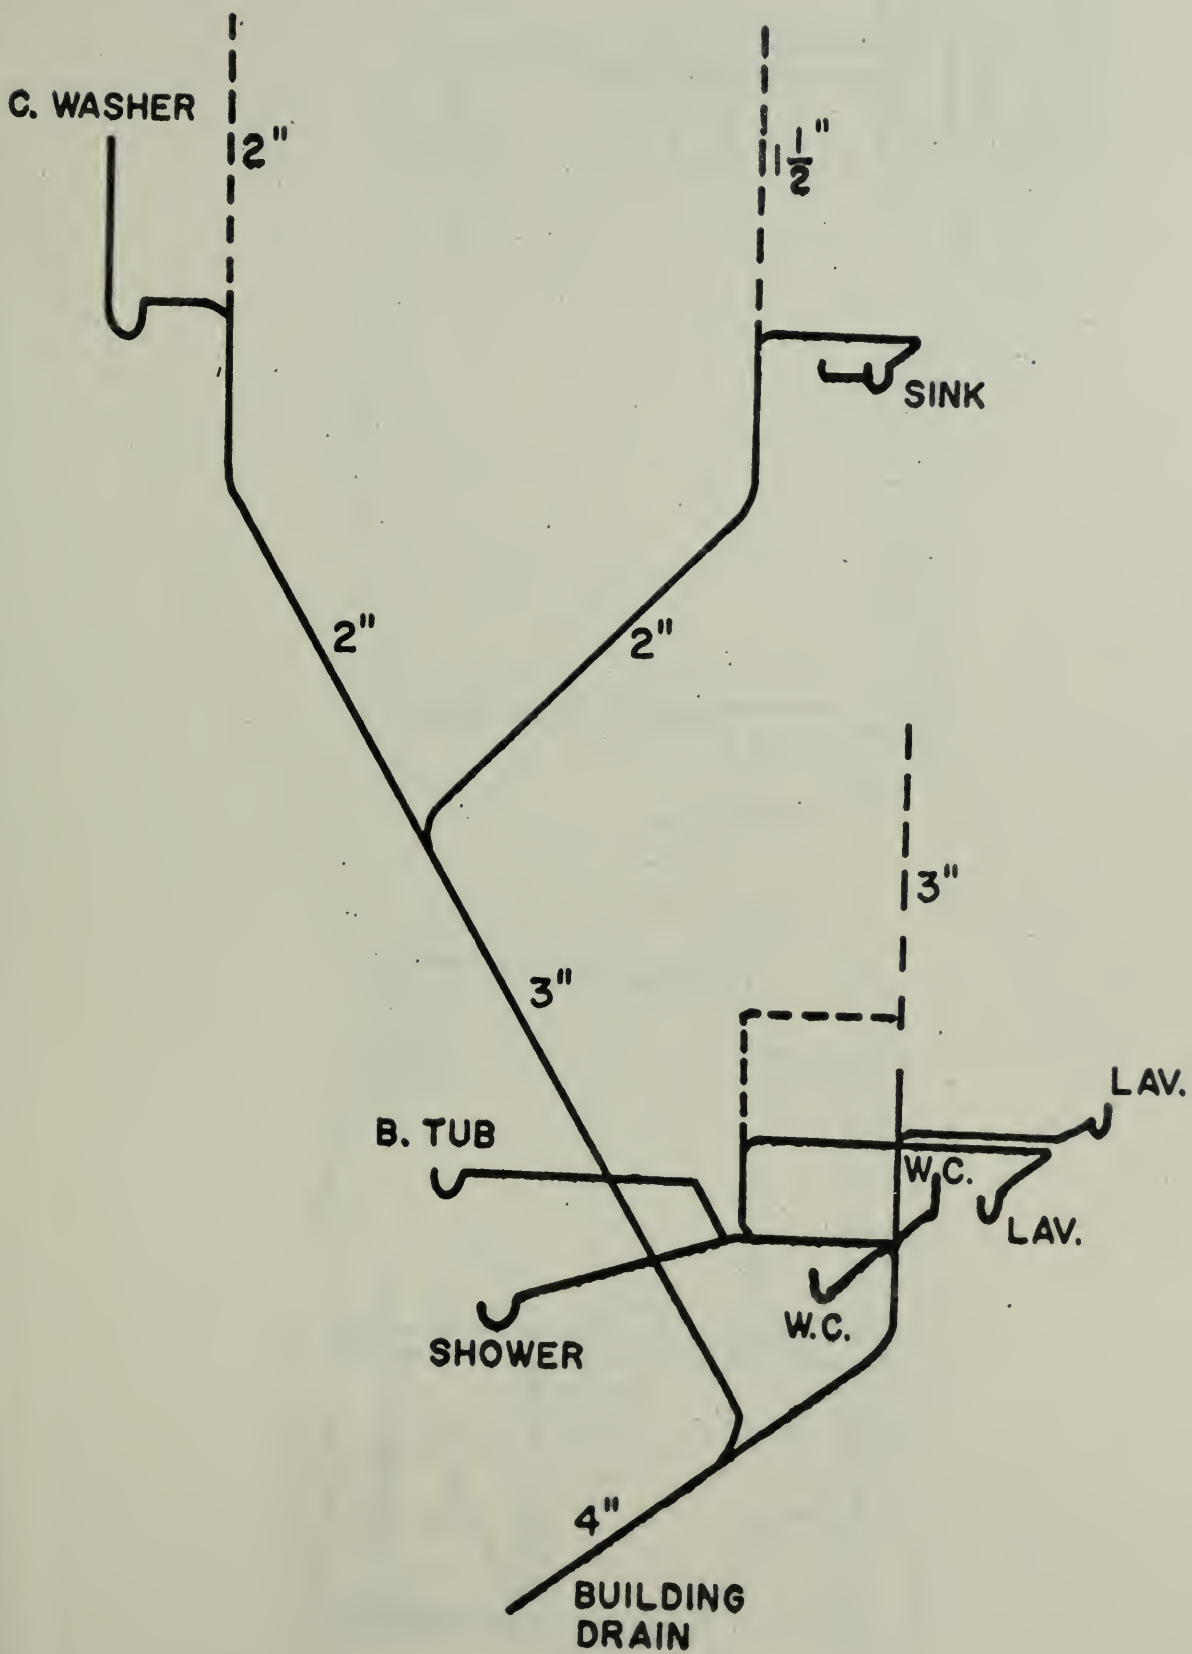 C. WASHER
2"
1 1/2"
SINK
2"
2"
3"
3"
LAV.
B. TUB
W.C.
LAV.
W.C.
SHOWER
4"
BUILDING
DRAIN